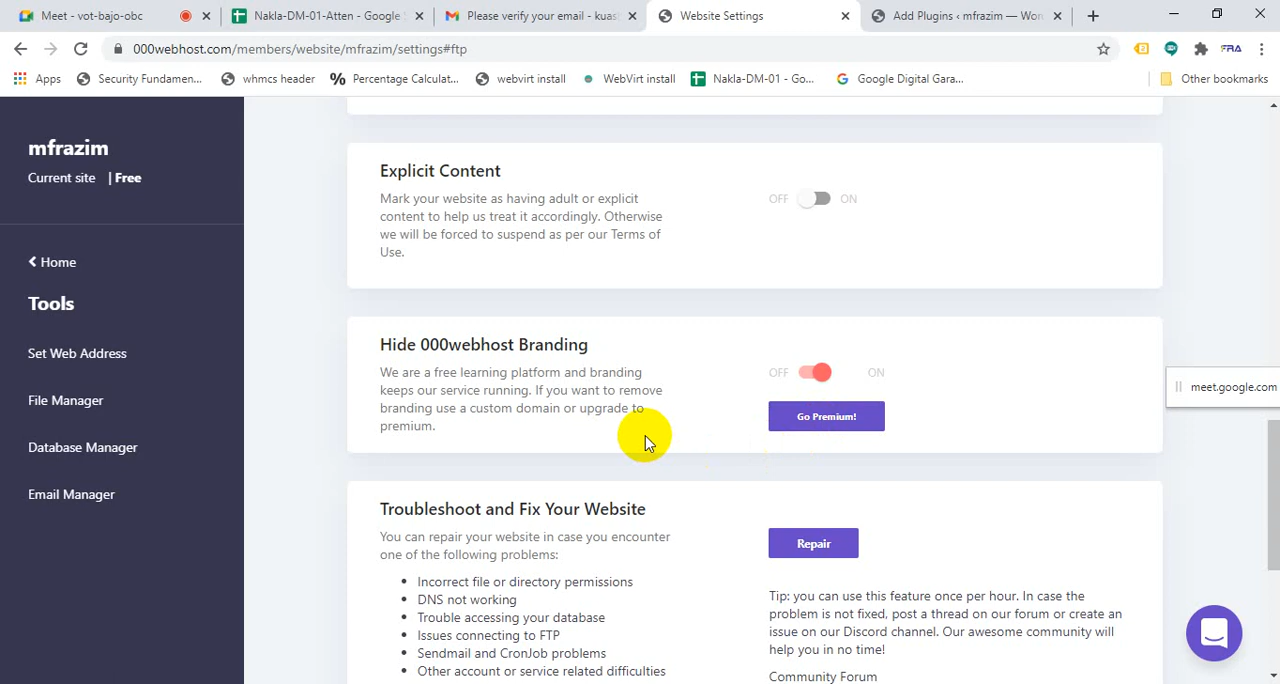 Meet - vot-bajo-obc
Nakla-DM-01-Atten - Google
Please verify your email - kuas
Website Settings
Add Plugins ‹ mfrazim — Wor
000webhost.com/members/website/mfrazim/settings#ftp
Apps
Security Fundamen...
whmcs header
Percentage Calculat...
webvirt install
WebVirt install
Nakla-DM-01 - Go...
Google Digital Gara...
Other bookmarks
mfrazim
Current site | Free
Home
Tools
Set Web Address
File Manager
Database Manager
Email Manager
Explicit Content
Mark your website as having adult or explicit
content to help us treat it accordingly. Otherwise
we will be forced to suspend as per our Terms of
Use.
OFF ON
Hide 000webhost Branding
We are a free learning platform and branding
keeps our service running. If you want to remove
branding use a custom domain or upgrade to
premium.
OFF ON
Go Premium!
meet.google.com
Troubleshoot and Fix Your Website
You can repair your website in case you encounter
one of the following problems:
• Incorrect file or directory permissions
• DNS not working
• Trouble accessing your database
• Issues connecting to FTP
• Sendmail and CronJob problems
• Other account or service related difficulties
Repair
Tip: you can use this feature once per hour. In case the
problem is not fixed, post a thread on our forum or create an
issue on our Discord channel. Our awesome community will
help you in no time!
Community Forum